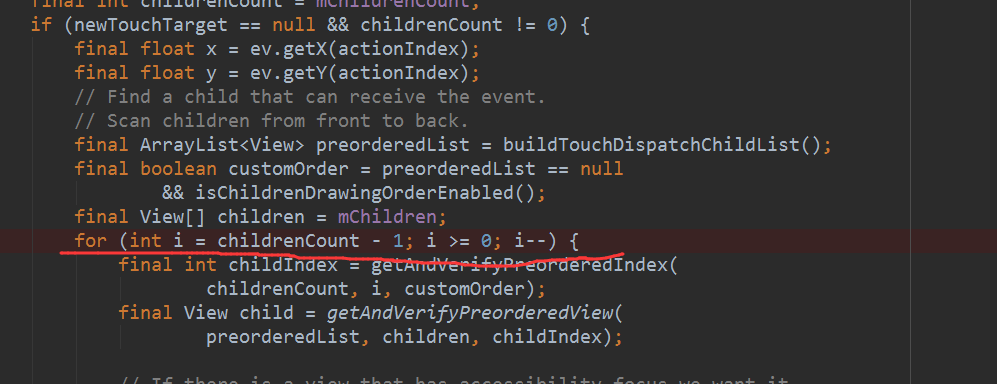 final int childrenCount = mChildrenCount;
if (newTouchTarget == null && childrenCount != 0) {
final float x = ev.getX(actionIndex);
final float y = ev.getY(actionIndex);
// Find a child that can receive the event.
// Scan children from front to back.
final ArrayList<View> preorderedList = buildTouchDispatchChildList();
final boolean customOrder = preorderedList == null
&& isChildrenDrawingOrderEnabled();
final View[] children = mChildren;
for (int i = childrenCount - 1; i >= 0; i--) {
final int childIndex = getAndVerifyPreorderedIndex(
childrenCount, i, customOrder);
final View child = getAndVerifyPreorderedView(
preorderedList, children, childIndex);
// If there is a view that has accessibility focus we want it